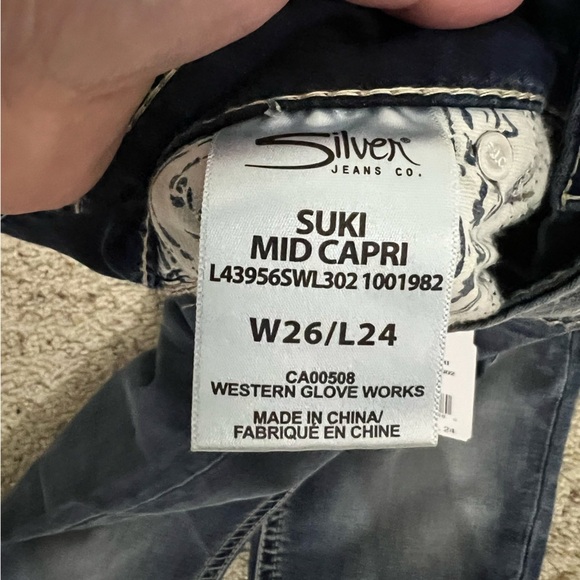 Silver
JEANS CO.
SUKI
MID CAPRI
L43956SWL302 1001982
W26/L24
CA00508
WESTERN GLOVE WORKS
MADE IN CHINA/
FABRIQUÉ EN CHINE
24